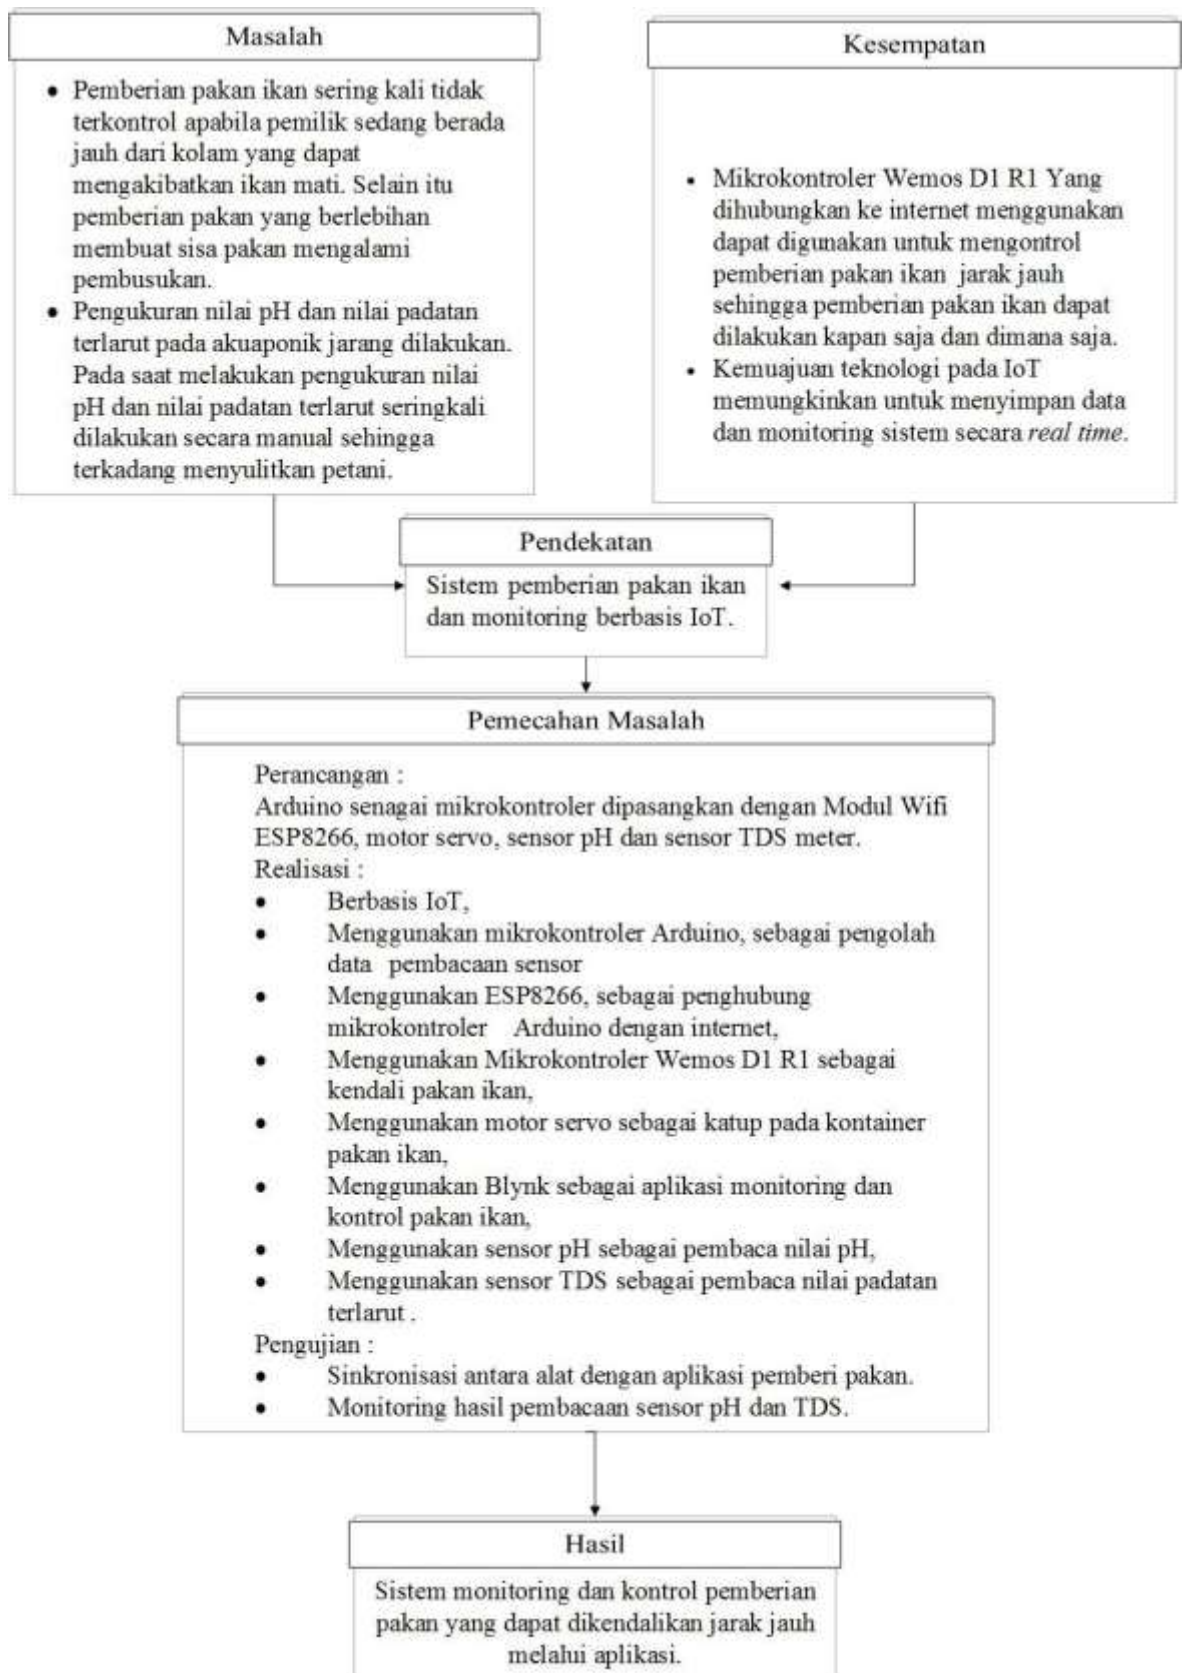 Masalah
• Pemberian pakan ikan sering kali tidak
terkontrol apabila pemilik sedang berada
jauh dari kolam yang dapat
mengakibatkan ikan mati. Selain itu
pemberian pakan yang berlebihan
membuat sisa pakan mengalami
pembusukan.
• Pengukuran nilai pH dan nilai padatan
terlarut pada akuaponik jarang dilakukan.
Pada saat melakukan pengukuran nilai
pH dan nilai padatan terlarut seringkali
dilakukan secara manual sehingga
terkadang menyulitkan petani.
Kesempatan
• Mikrokontroler Wemos D1 R1 Yang
dihubungkan ke internet menggunakan
dapat digunakan untuk mengontrol
pemberian pakan ikan jarak jauh
sehingga pemberian pakan ikan dapat
dilakukan kapan saja dan dimana saja.
• Kemuajuan teknologi pada IoT
memungkinkan untuk menyimpan data
dan monitoring sistem secara real time.
Pendekatan
Sistem pemberian pakan ikan
dan monitoring berbasis IoT.
Pemecahan Masalah
Perancangan :
Arduino senagai mikrokontroler dipasangkan dengan Modul Wifi
ESP8266, motor servo, sensor pH dan sensor TDS meter.
Realisasi :
• Berbasis IoT,
• Menggunakan mikrokontroler Arduino, sebagai pengolah
data pembacaan sensor
• Menggunakan ESP8266, sebagai penghubung
mikrokontroler Arduino dengan internet,
• Menggunakan Mikrokontroler Wemos D1 R1 sebagai
kendali pakan ikan,
• Menggunakan motor servo sebagai katup pada kontainer
pakan ikan,
• Menggunakan Blynk sebagai aplikasi monitoring dan
kontrol pakan ikan,
• Menggunakan sensor pH sebagai pembaca nilai pH,
• Menggunakan sensor TDS sebagai pembaca nilai padatan
terlarut .
Pengujian :
• Sinkronisasi antara alat dengan aplikasi pemberi pakan.
• Monitoring hasil pembacaan sensor pH dan TDS.
Hasil
Sistem monitoring dan kontrol pemberian
pakan yang dapat dikendalikan jarak jauh
melalui aplikasi.